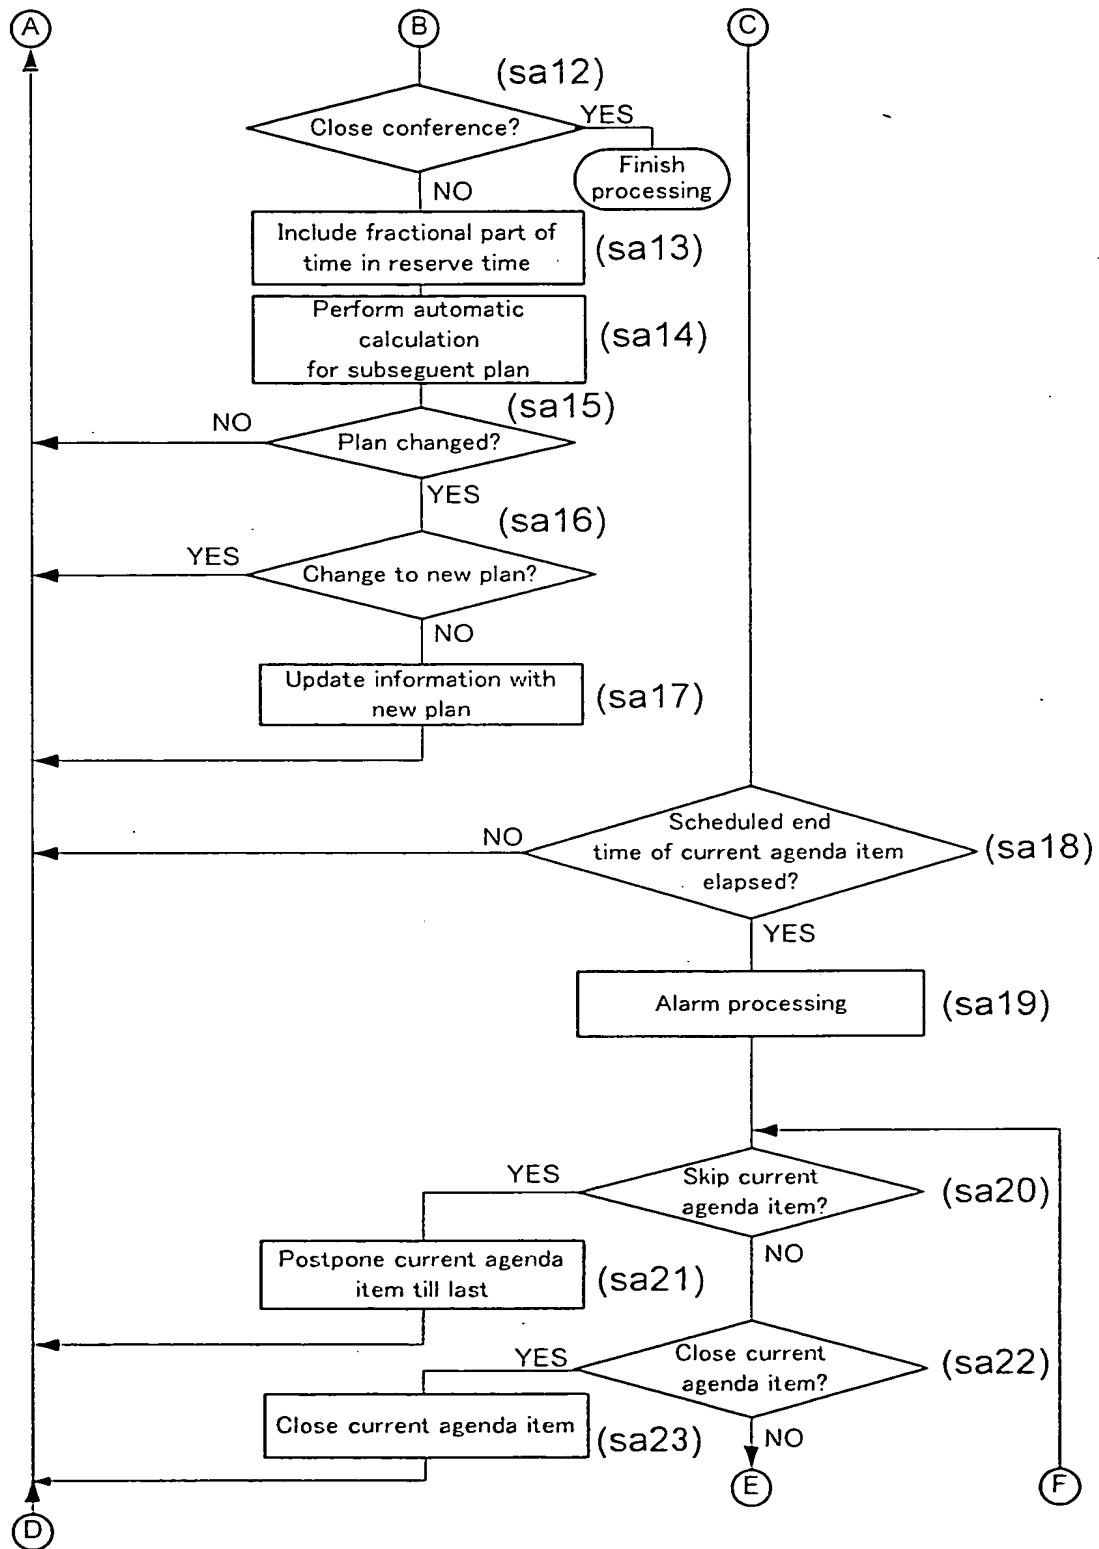 A
B
C
(sa12)
Close conference?
YES
Finish
processing
NO
Include fractional part of
time in reserve time
(sa13)
Perform automatic
calculation
for subseguent plan
(sa14)
(sa15)
NO
Plan changed?
YES
(sa16)
YES
Change to new plan?
NO
Update information with
new plan
(sa17)
NO
Scheduled end
time of current agenda item
elapsed?
(sa18)
YES
Alarm processing
(sa19)
YES
Skip current
agenda item?
(sa20)
NO
Postpone current agenda
item till last
(sa21)
YES
Close current
agenda item?
(sa22)
Close current agenda item
(sa23)
NO
E
F
D